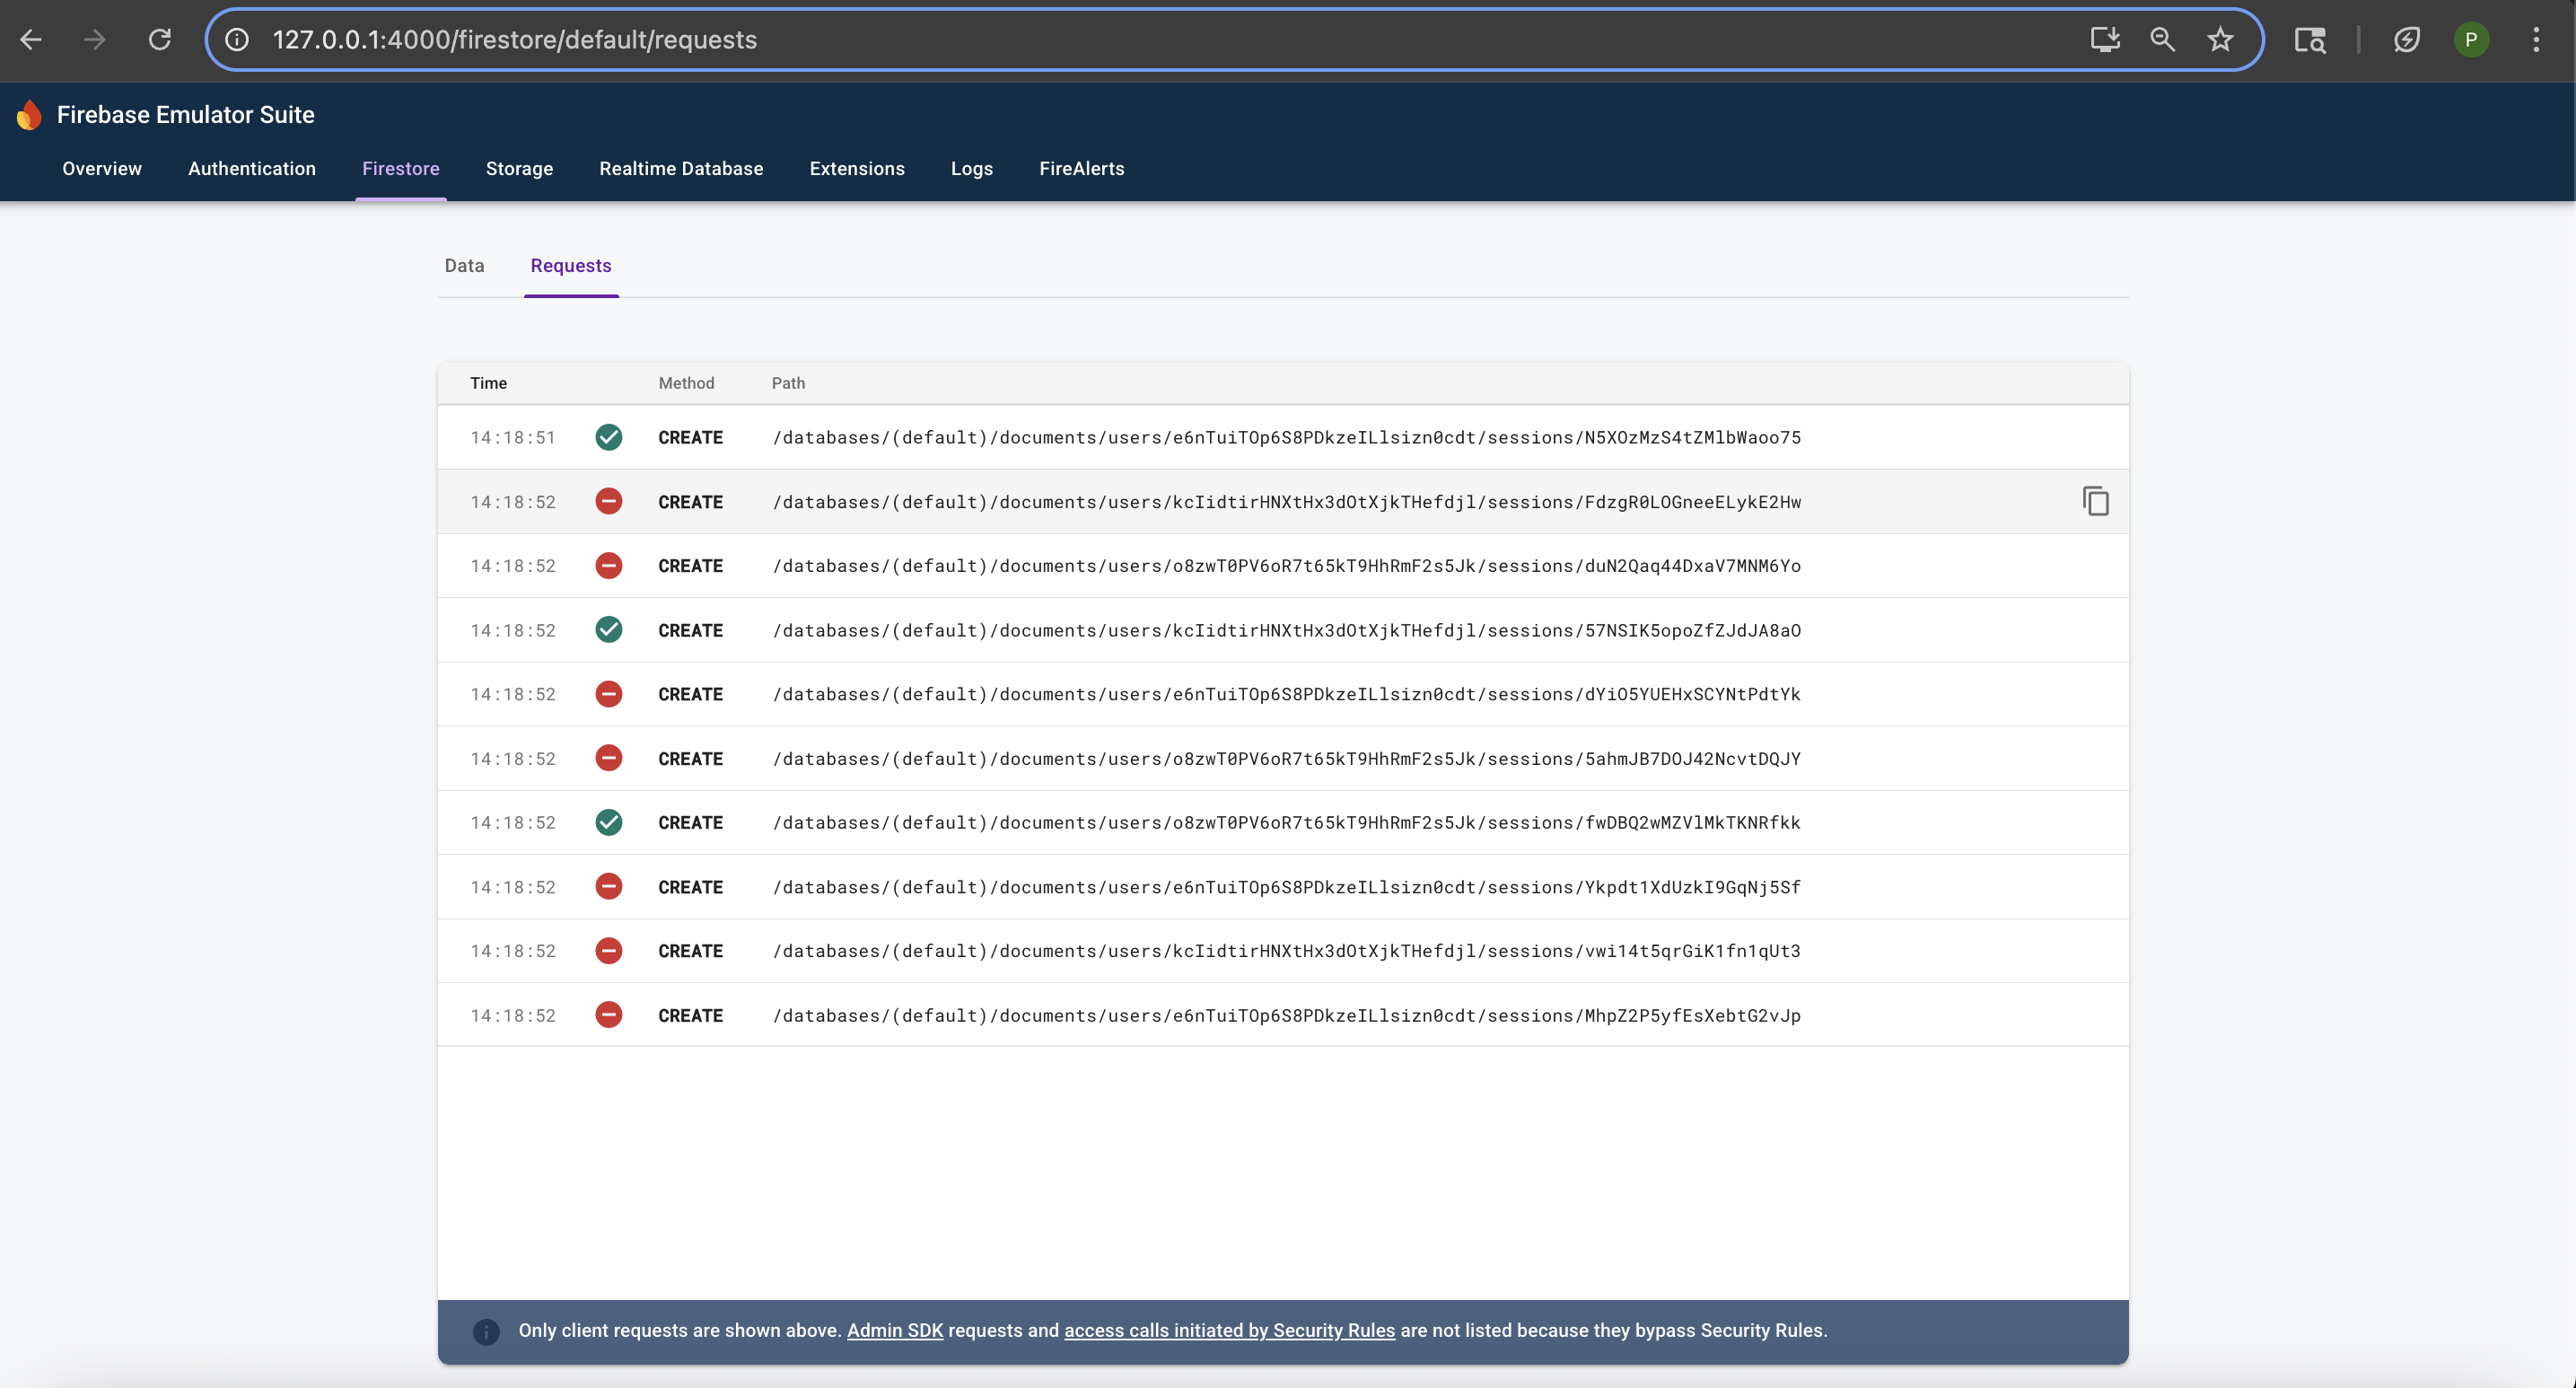 127.0.0.1:4000/firestore/default/requests
P
Firebase Emulator Suite
Overview Authentication Firestore Storage Realtime Database Extensions Logs FireAlerts
Data Requests
Time Method Path
14:18:51 CREATE /databases/(default)/documents/users/e6nTuiTOp6S8PDkzeILlsizn0cdt/sessions/N5XOzMzS4tZMlbWaoo75
14:18:52 CREATE /databases/(default)/documents/users/kcIidtirHNXtHx3dOtXjkTHefdjl/sessions/FdzgR0LOGneeELykE2Hw
14:18:52 CREATE /databases/(default)/documents/users/o8zwT0PV6oR7t65kT9HhRmF2s5Jk/sessions/duN2Qaq44DxaV7MNM6Yo
14:18:52 CREATE /databases/(default)/documents/users/kcIidtirHNXtHx3dOtXjkTHefdjl/sessions/57NSIK5opoZfZJdJA8aO
14:18:52 CREATE /databases/(default)/documents/users/e6nTuiTOp6S8PDkzeILlsizn0cdt/sessions/dYiO5YUEHxSCYNtPdtYk
14:18:52 CREATE /databases/(default)/documents/users/o8zwT0PV6oR7t65kT9HhRmF2s5Jk/sessions/5ahmJB7DOJ42NcvtDQJY
14:18:52 CREATE /databases/(default)/documents/users/o8zwT0PV6oR7t65kT9HhRmF2s5Jk/sessions/fwDBQ2wMZVlMkTKNRfkk
14:18:52 CREATE /databases/(default)/documents/users/e6nTuiTOp6S8PDkzeILlsizn0cdt/sessions/Ykpdt1XdUzkI9GqNj5Sf
14:18:52 CREATE /databases/(default)/documents/users/kcIidtirHNXtHx3dOtXjkTHefdjl/sessions/vwi14t5qrGiK1fn1qUt3
14:18:52 CREATE /databases/(default)/documents/users/e6nTuiTOp6S8PDkzeILlsizn0cdt/sessions/MhpZ2P5yfEsXebtG2vJp
Only client requests are shown above. Admin SDK requests and access calls initiated by Security Rules are not listed because they bypass Security Rules.